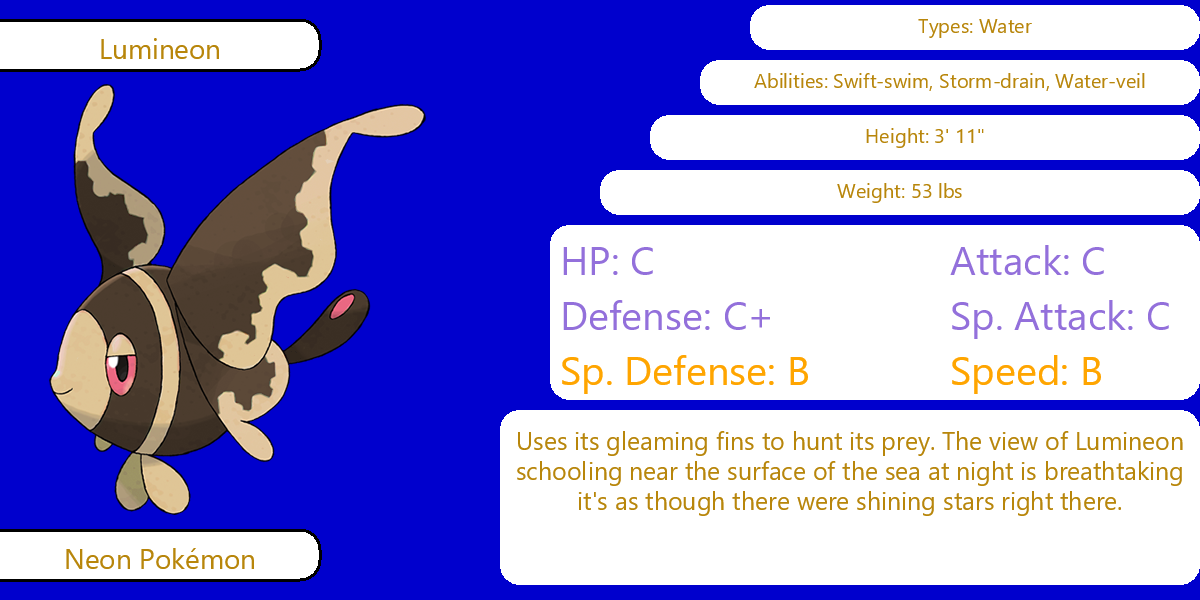 Lumineon
Types: Water
Abilities: Swift-swim, Storm-drain, Water-veil
Height: 3' 11"
Weight: 53 lbs
HP: C
Attack: C
Defense: C+
Sp. Attack: C
Sp. Defense: B
Speed: B
Uses its gleaming fins to hunt its prey. The view of Lumineon
schooling near the surface of the sea at night is breathtaking
it's as though there were shining stars right there.
Neon Pokémon